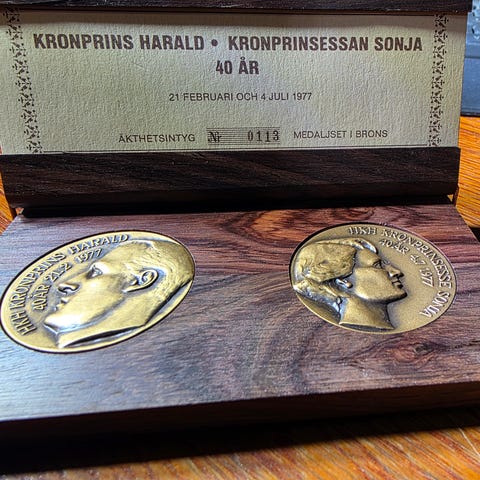 KRONPRINS HARALD • KRONPRINSESSAN SONJA
40 ÅR
21 FEBRUARI OCH 4 JULI 1977
ÄKTHETSINTYG Nr 0113 MEDALJSET I BRONS
HKH KRONPRINS HARALD
40 ÅR 21.2 1977
HKH KRONPRINSESSE SONJA
40 ÅR 4.7. 1977